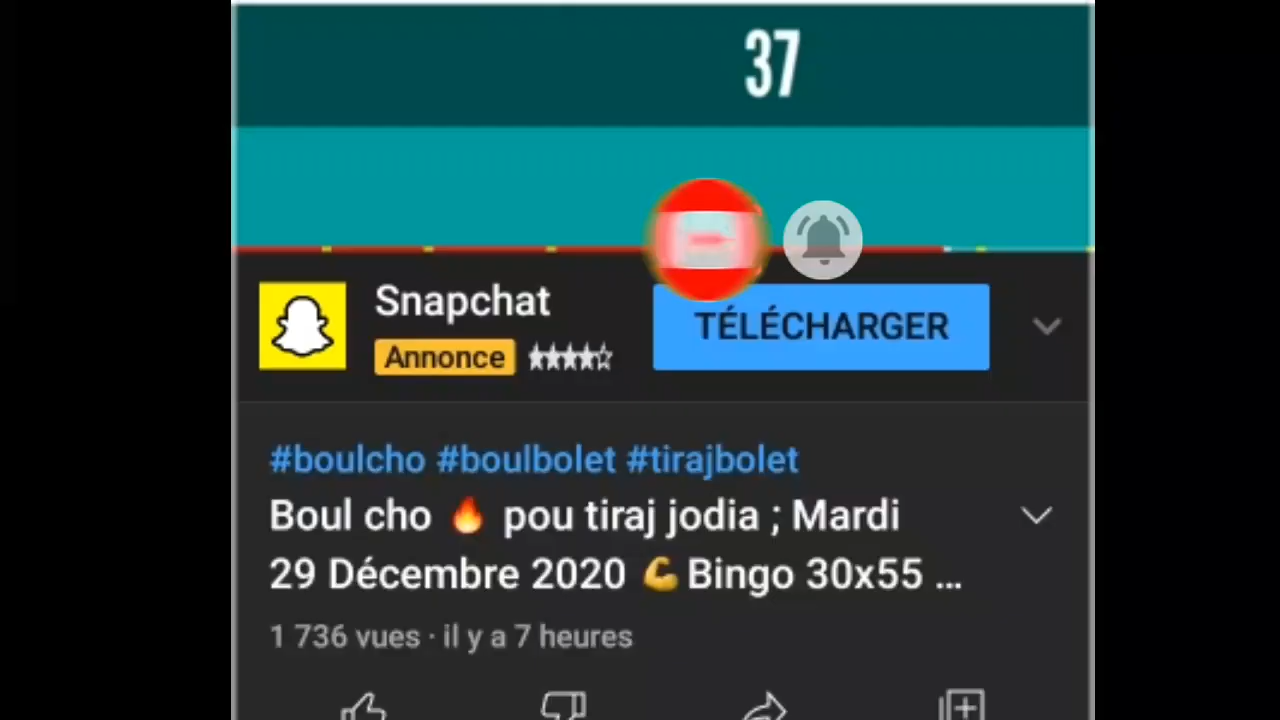 37
Snapchat
TÉLÉCHARGER
Annonce
#boulcho #boulbolet #tirajbolet
Boul cho 🔥 pou tiraj jodia ; Mardi
29 Décembre 2020 💪Bingo 30x55 ...
1 736 vues · il y a 7 heures